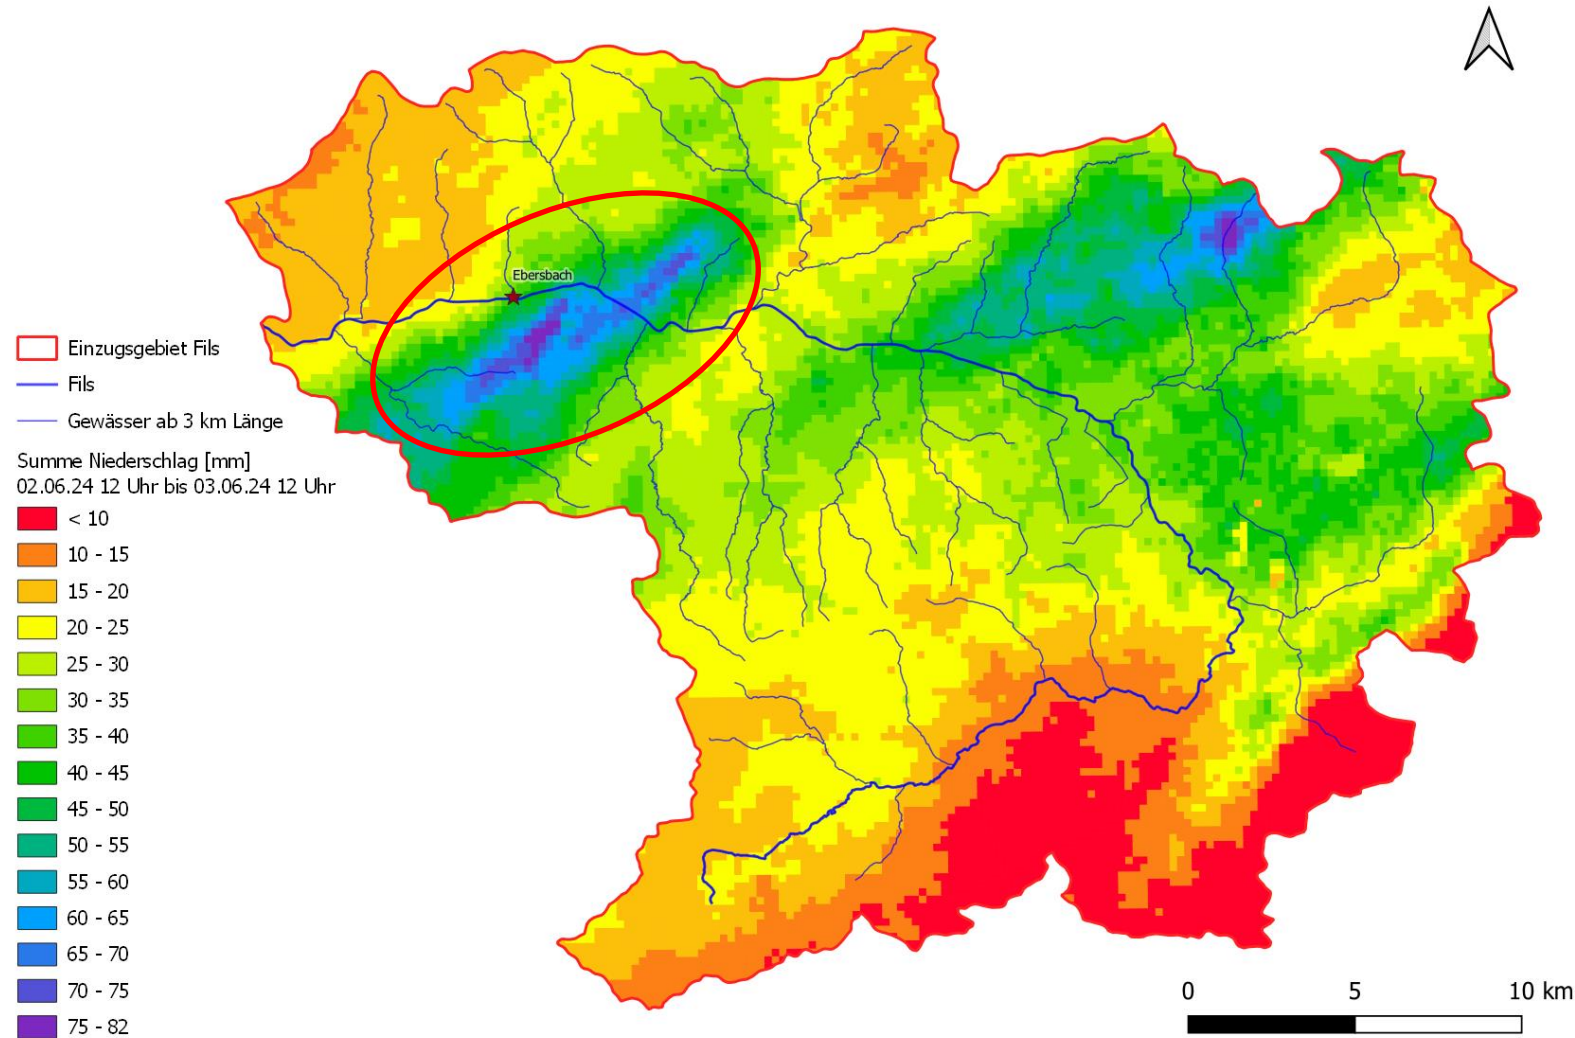 Ebersbach
Einzugsgebiet Fils
Fils
Gewässer ab 3 km Länge
Summe Niederschlag [mm]
02.06.24 12 Uhr bis 03.06.24 12 Uhr
< 10
10 - 15
15 - 20
20 - 25
25 - 30
30 - 35
35 - 40
40 - 45
45 - 50
50 - 55
55 - 60
60 - 65
65 - 70
70 - 75
75 - 82
0 5 10 km